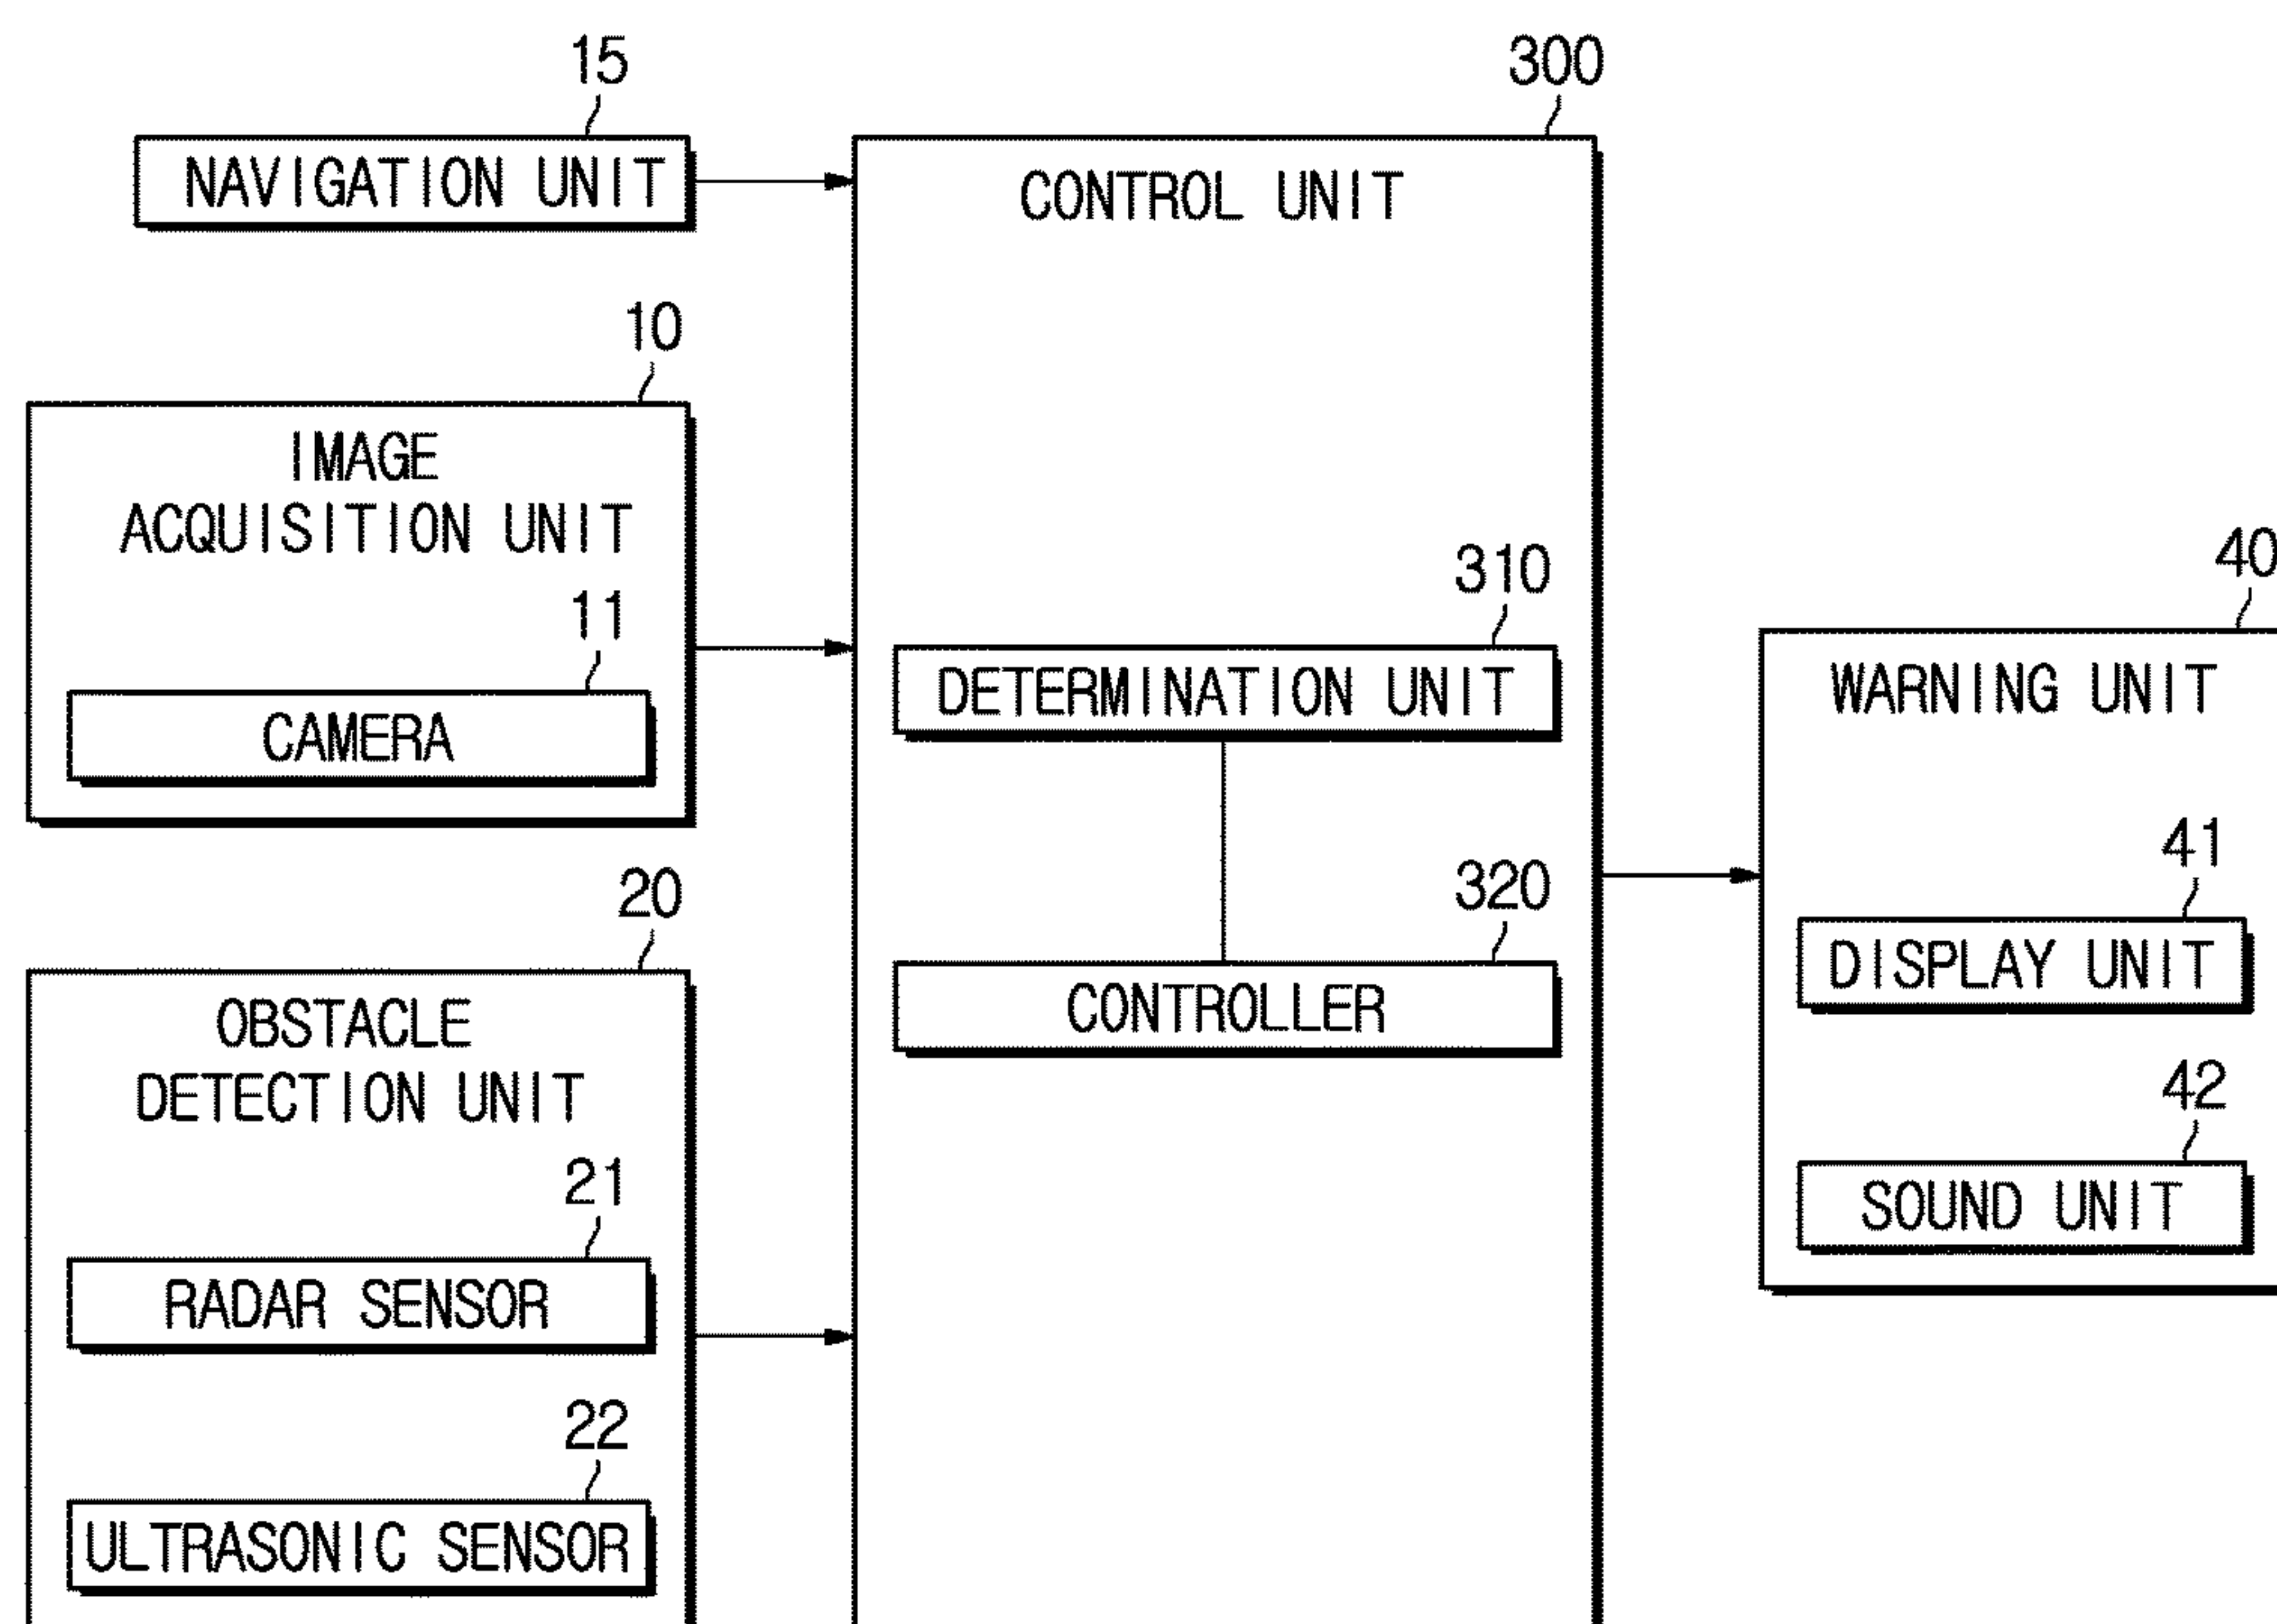 15
NAVIGATION UNIT
10
IMAGE
ACQUISITION UNIT
11
CAMERA
20
OBSTACLE
DETECTION UNIT
21
RADAR SENSOR
22
ULTRASONIC SENSOR
300
CONTROL UNIT
310
DETERMINATION UNIT
320
CONTROLLER
40
WARNING UNIT
41
DISPLAY UNIT
42
SOUND UNIT